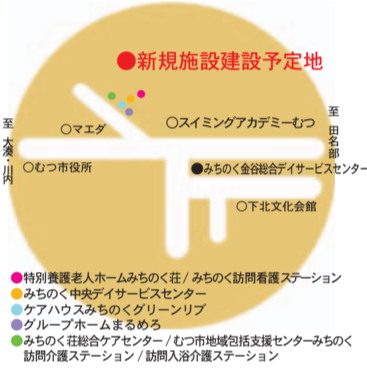 ●新規施設建設予定地
○マエダ
○スイミングアカデミーむつ
至 大湊・川内
至 田名部
○むつ市役所
●みちのく金谷総合デイサービスセンター
○下北文化会館
●特別養護老人ホームみちのく荘 / みちのく訪問看護ステーション
●みちのく中央デイサービスセンター
●ケアハウスみちのくグリーンリブ
●グループホームまるめろ
●みちのく荘総合ケアセンター / むつ市地域包括支援センターみちのく
訪問介護ステーション / 訪問入浴介護ステーション